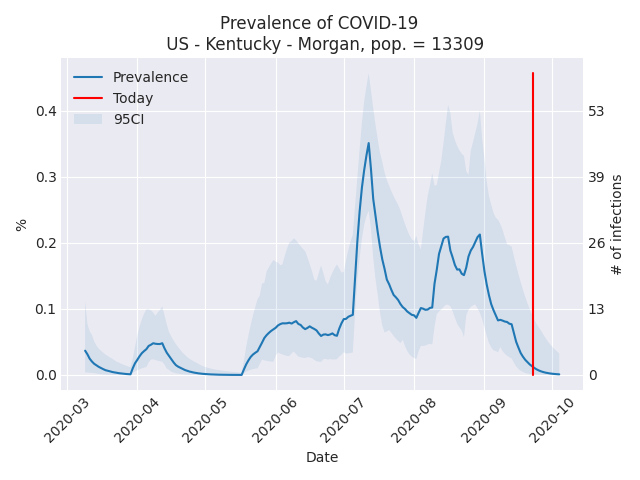 Prevalence of COVID-19
US - Kentucky - Morgan, pop. = 13309
Prevalence
Today
95CI
%
0.4
0.3
0.2
0.1
0.0
53
39
26
13
0
# of infections
2020-03
2020-04
2020-05
2020-06
2020-07
2020-08
2020-09
2020-10
Date